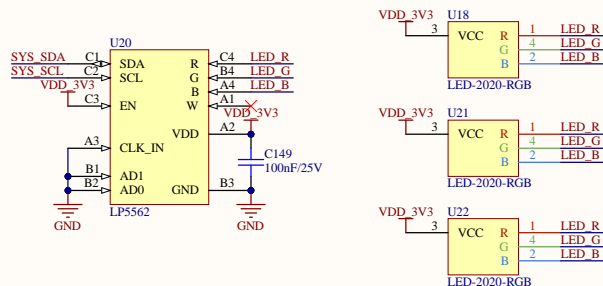 U20
SYS_SDA C1 SDA R C4 LED_R
SYS_SCL C2 SCL G B4 LED_G
VDD_3V3 B A4 LED_B
C3 EN W A1
VDD_3V3
VDD A2
A3 CLK_IN
C149
100nF/25V
B1 AD1
B2 AD0 GND B3
GND LP5562 GND
U18
VDD_3V3 3 VCC R 1 LED_R
G 4 LED_G
B 2 LED_B
LED-2020-RGB
U21
VDD_3V3 3 VCC R 1 LED_R
G 4 LED_G
B 2 LED_B
LED-2020-RGB
U22
VDD_3V3 3 VCC R 1 LED_R
G 4 LED_G
B 2 LED_B
LED-2020-RGB